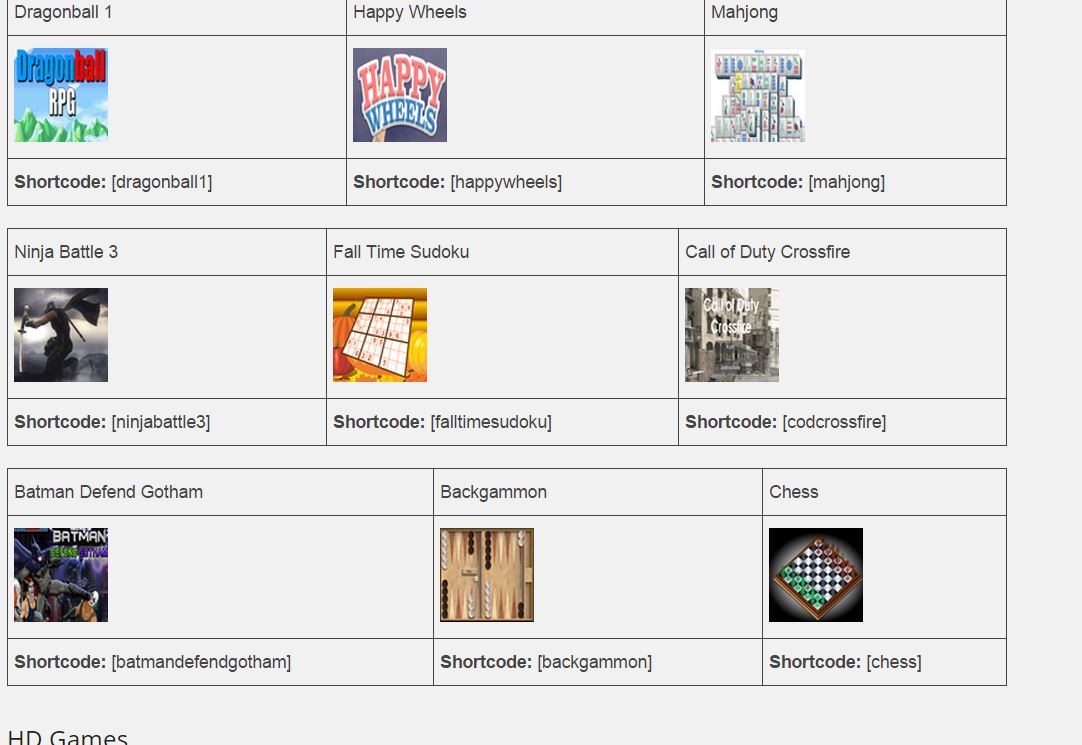 Dragonball 1
Happy Wheels
Mahjong
Dragonball
RPG
HAPPY
WHEELS
Shortcode: [dragonball1]
Shortcode: [happywheels]
Shortcode: [mahjong]
Ninja Battle 3
Fall Time Sudoku
Call of Duty Crossfire
Call of Duty
Crossfire
Shortcode: [ninjabattle3]
Shortcode: [falltimesudoku]
Shortcode: [codcrossfire]
Batman Defend Gotham
Backgammon
Chess
BATMAN
DEFEND GOTHAM
Shortcode: [batmandefendgotham]
Shortcode: [backgammon]
Shortcode: [chess]
HD Games